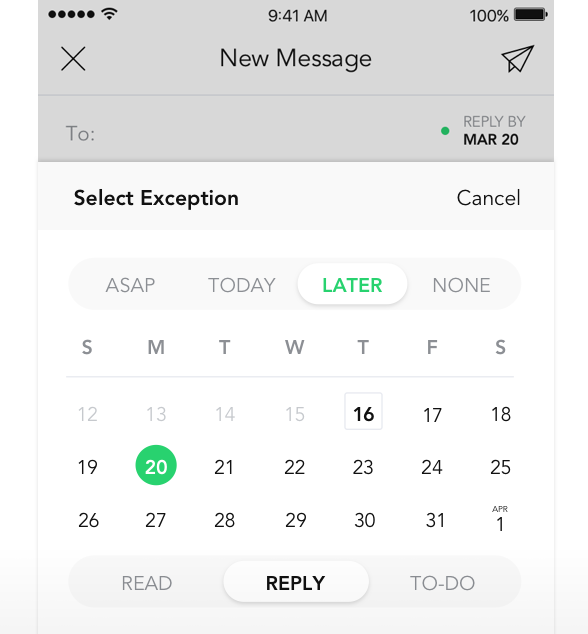 9:41 AM 100%
New Message
To: REPLY BY
MAR 20
Select Exception Cancel
ASAP TODAY LATER NONE
S M T W T F S
12 13 14 15 16 17 18
19 20 21 22 23 24 25
26 27 28 29 30 31 APR 1
READ REPLY TO-DO